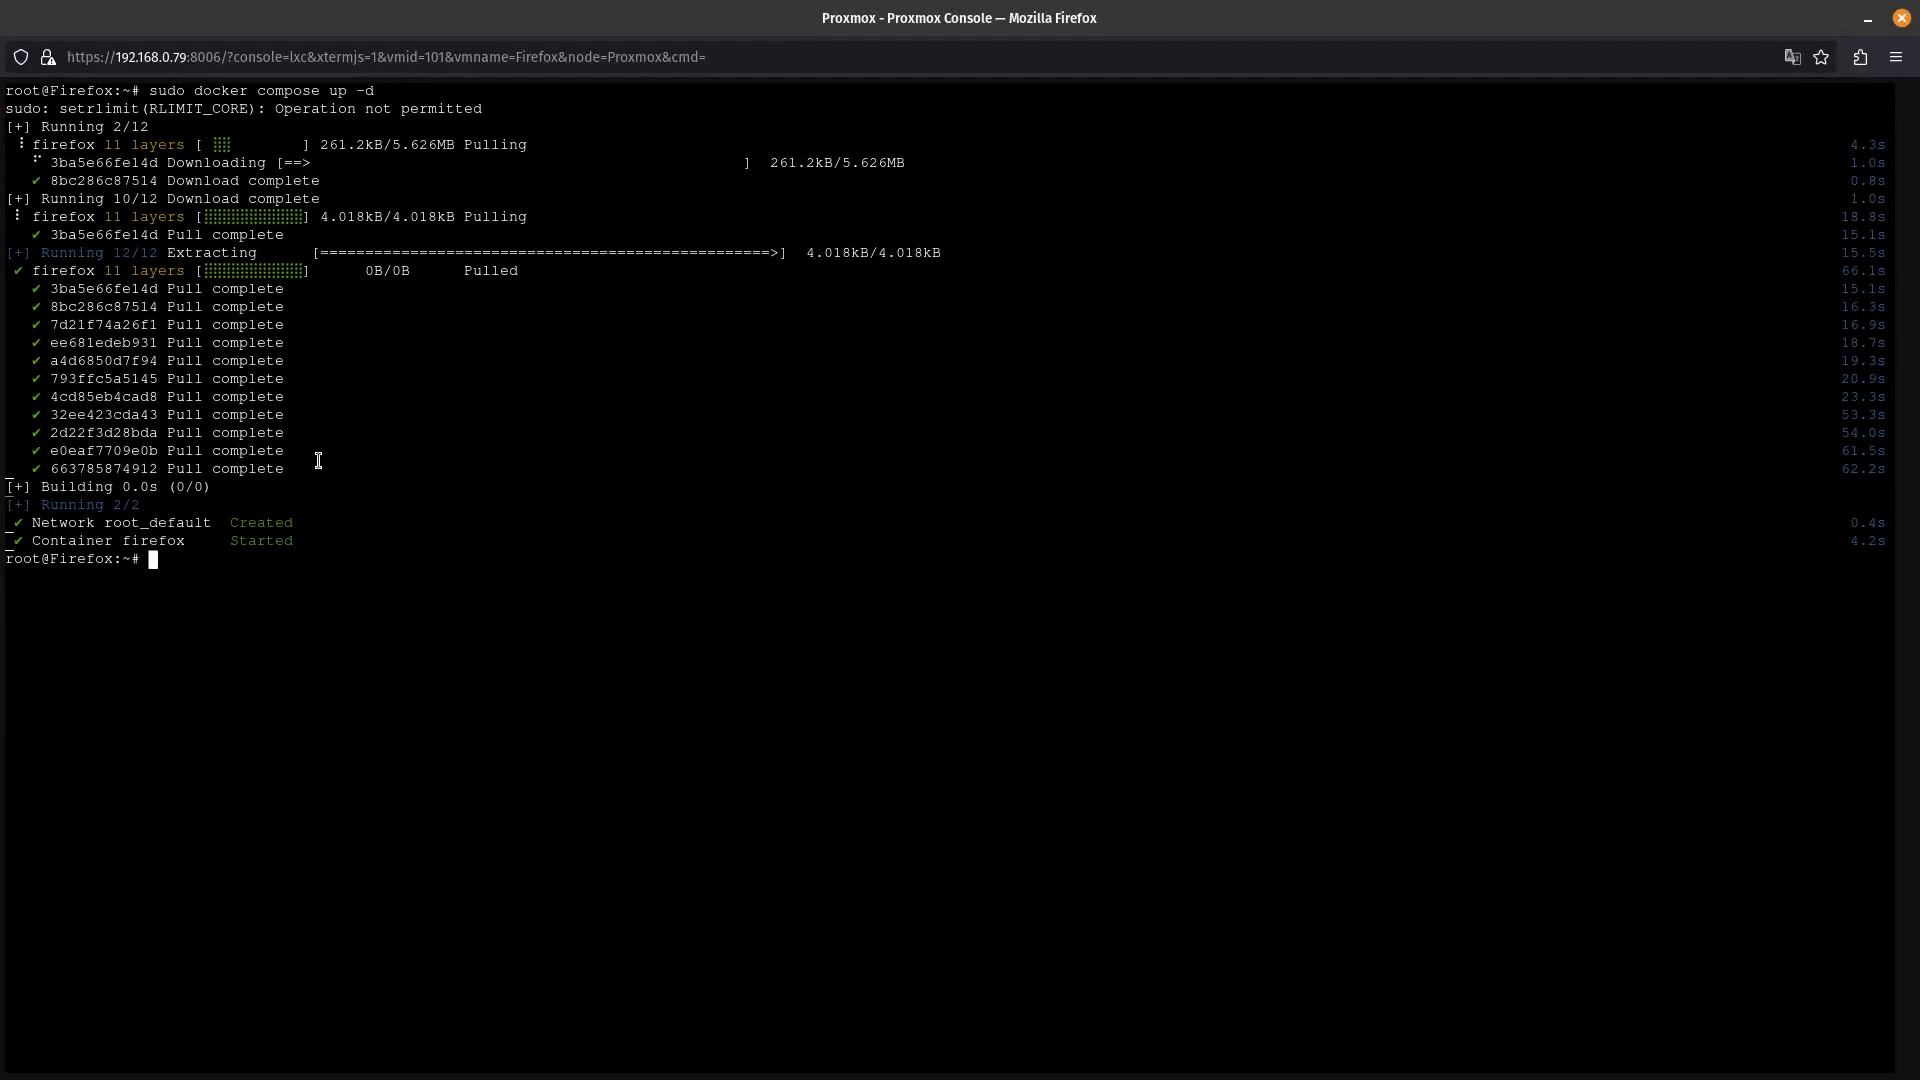 Proxmox - Proxmox Console — Mozilla Firefox
https://192.168.0.79:8006/?console=lxc&xtermjs=1&vmid=101&vmname=Firefox&node=Proxmox&cmd=
root@Firefox:~# sudo docker compose up -d
sudo: setrlimit(RLIMIT_CORE): Operation not permitted
[+] Running 2/12
⠸ firefox 11 layers [ ⣿⣿ ] 261.2kB/5.626MB Pulling 4.3s
⠋ 3ba5e66fe14d Downloading [==> ] 261.2kB/5.626MB 1.0s
✔ 8bc286c87514 Download complete 0.8s
[+] Running 10/12 Download complete 1.0s
⠇ firefox 11 layers [⣿⣿⣿⣿⣿⣿⣿⣿⣿⣿⣿] 4.018kB/4.018kB Pulling 18.8s
✔ 3ba5e66fe14d Pull complete 15.1s
[+] Running 12/12 Extracting [==================================================>] 4.018kB/4.018kB 15.5s
✔ firefox 11 layers [⣿⣿⣿⣿⣿⣿⣿⣿⣿⣿⣿] 0B/0B Pulled 66.1s
✔ 3ba5e66fe14d Pull complete 15.1s
✔ 8bc286c87514 Pull complete 16.3s
✔ 7d21f74a26f1 Pull complete 16.9s
✔ ee681edeb931 Pull complete 18.7s
✔ a4d6850d7f94 Pull complete 19.3s
✔ 793ffc5a5145 Pull complete 20.9s
✔ 4cd85eb4cad8 Pull complete 23.3s
✔ 32ee423cda43 Pull complete 53.3s
✔ 2d22f3d28bda Pull complete 54.0s
✔ e0eaf7709e0b Pull complete 61.5s
✔ 663785874912 Pull complete 62.2s
[+] Building 0.0s (0/0)
[+] Running 2/2
✔ Network root_default Created 0.4s
✔ Container firefox Started 4.2s
root@Firefox:~#